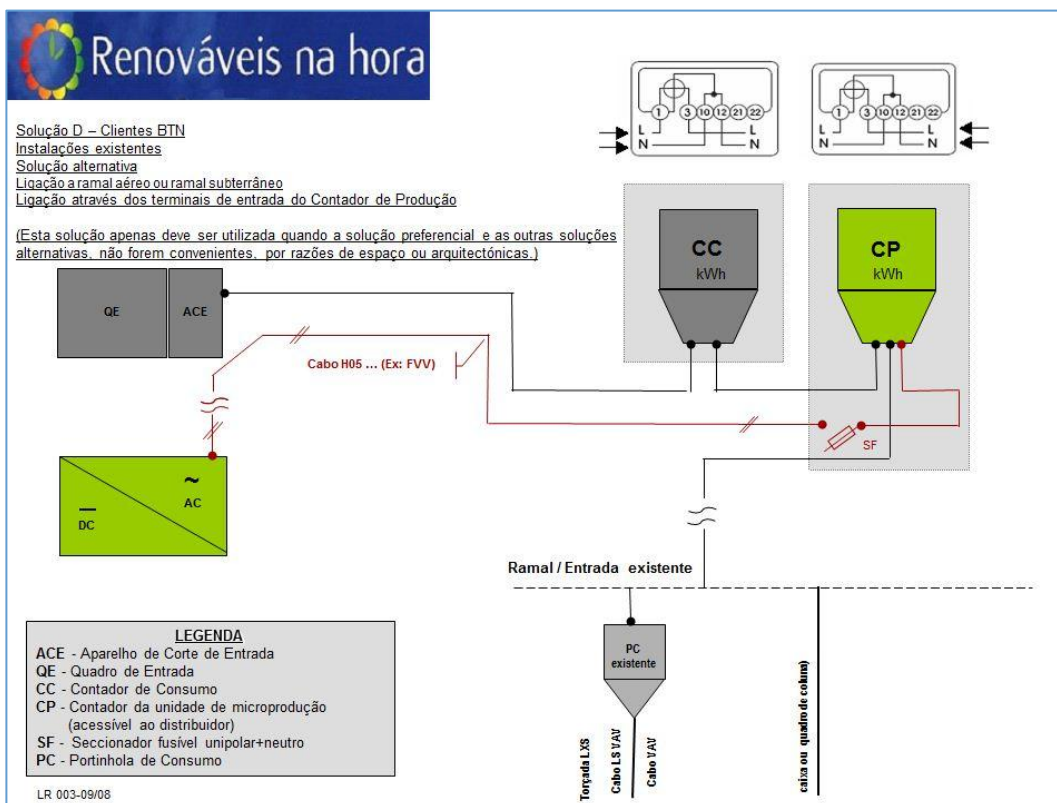 Renováveis na hora
Solução D – Clientes BTN
Instalações existentes
Solução alternativa
Ligação a ramal aéreo ou ramal subterrâneo
Ligação através dos terminais de entrada do Contador de Produção
(Esta solução apenas deve ser utilizada quando a solução preferencial e as outras soluções
alternativas, não forem convenientes, por razões de espaço ou arquitectónicas.)
1 3 10 12 21 22
L L
N N
1 3 10 12 21 22
L L
N N
CC
kWh
CP
kWh
QE
ACE
Cabo H05 ... (Ex: FVV)
SF
~
AC
DC
Ramal / Entrada existente
PC
existente
Torçada LXS
Cabo LSVAV
Cabo VAV
caixa ou quadro de coluna)
LEGENDA
ACE - Aparelho de Corte de Entrada
QE - Quadro de Entrada
CC - Contador de Consumo
CP - Contador da unidade de microprodução
(acessível ao distribuidor)
SF - Seccionador fusível unipolar+neutro
PC - Portinhola de Consumo
LR 003-09/08